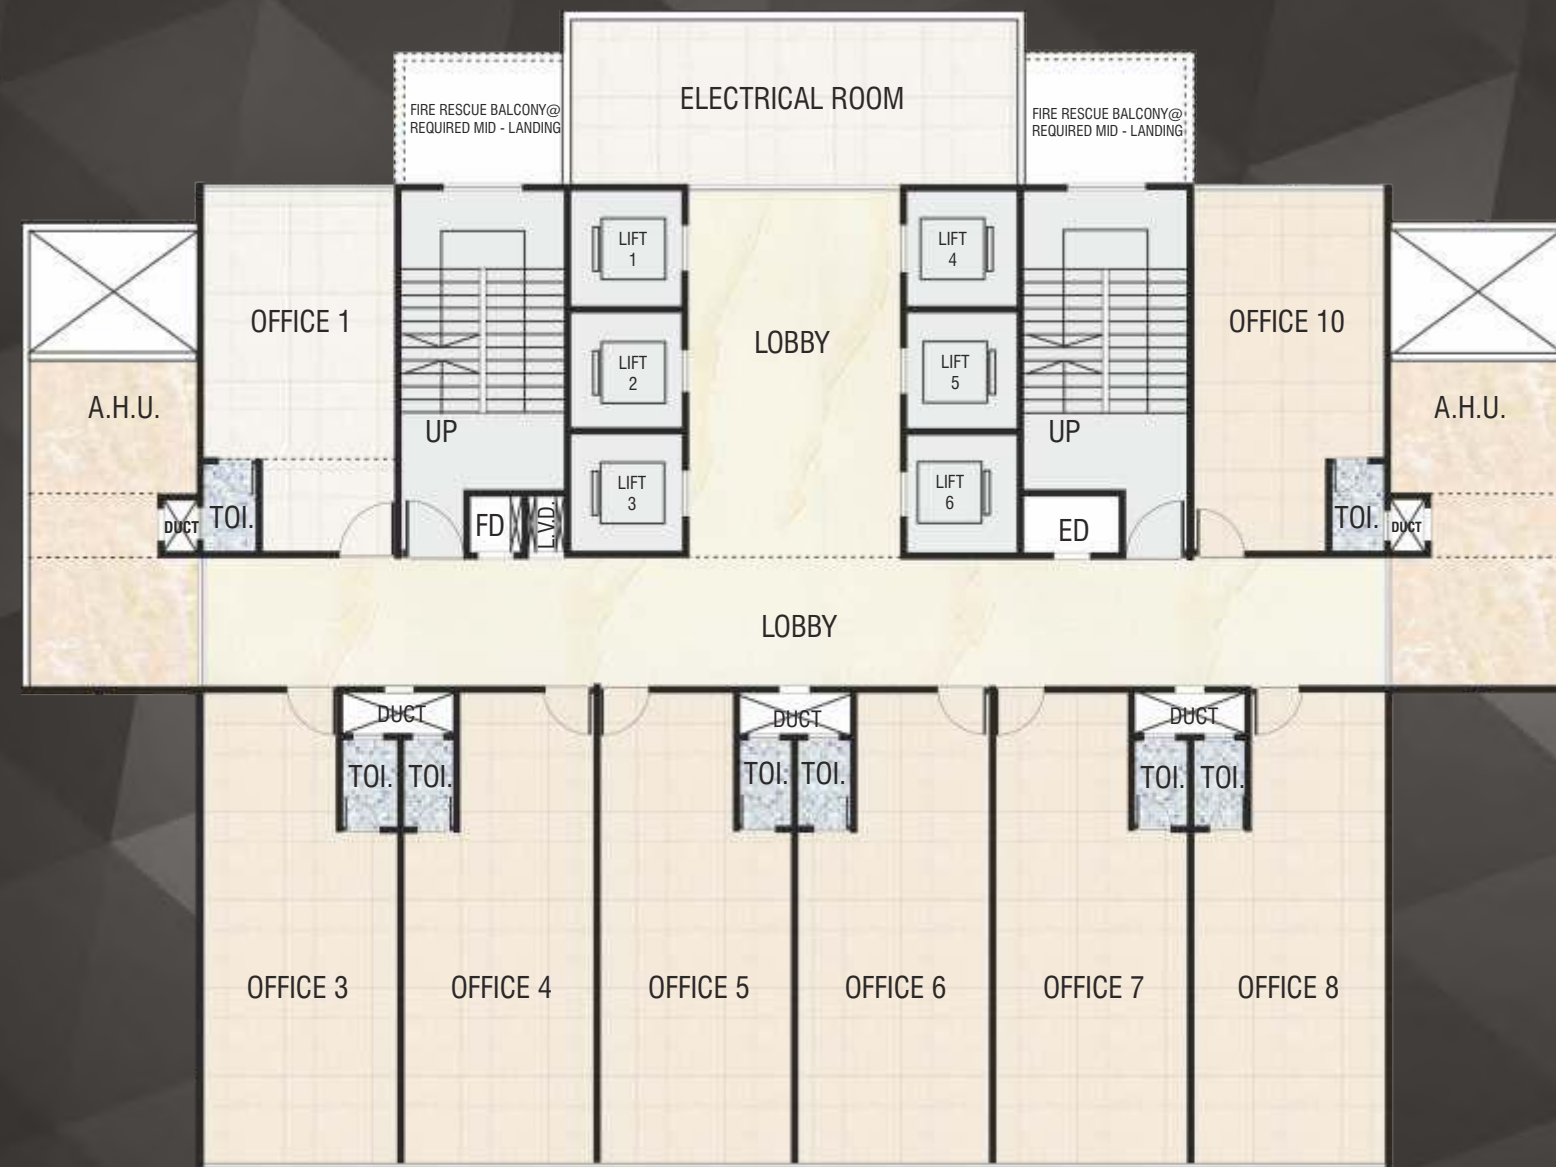 ELECTRICAL ROOM
FIRE RESCUE BALCONY@
REQUIRED MID - LANDING
FIRE RESCUE BALCONY@
REQUIRED MID - LANDING
LIFT
1
LIFT
4
OFFICE 1
LOBBY
OFFICE 10
LIFT
2
LIFT
5
A.H.U.
A.H.U.
UP
UP
LIFT
3
LIFT
6
DUCT
TOI.
FD
L.V.D.
ED
TOI.
DUCT
LOBBY
DUCT
DUCT
DUCT
TOI.
TOI.
TOI.
TOI.
TOI.
TOI.
OFFICE 3
OFFICE 4
OFFICE 5
OFFICE 6
OFFICE 7
OFFICE 8